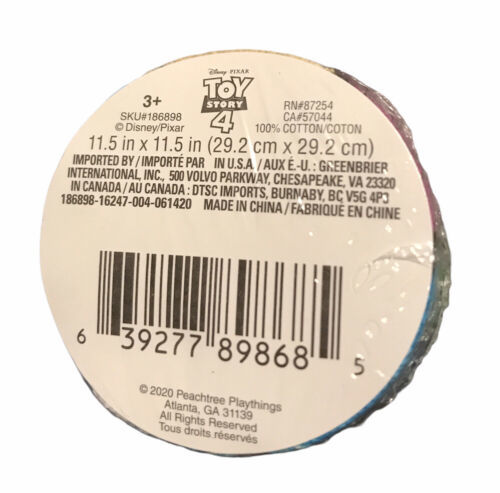 Disney PIXAR
TOY
STORY
4
3+
SKU#186898
© Disney/Pixar
RN#87254
CA#57044
100% COTTON/COTON
11.5 in x 11.5 in (29.2 cm x 29.2 cm)
IMPORTED BY / IMPORTÉ PAR IN U.S.A. / AUX É.-U. : GREENBRIER
INTERNATIONAL, INC., 500 VOLVO PARKWAY, CHESAPEAKE, VA 23320
IN CANADA / AU CANADA : DTSC IMPORTS, BURNABY, BC V5G 4P3
186898-16247-004-061420 MADE IN CHINA / FABRIQUÉ EN CHINE
6 39277 89868 5
© 2020 Peachtree Playthings
Atlanta, GA 31139
All Rights Reserved
Tous droits réservés